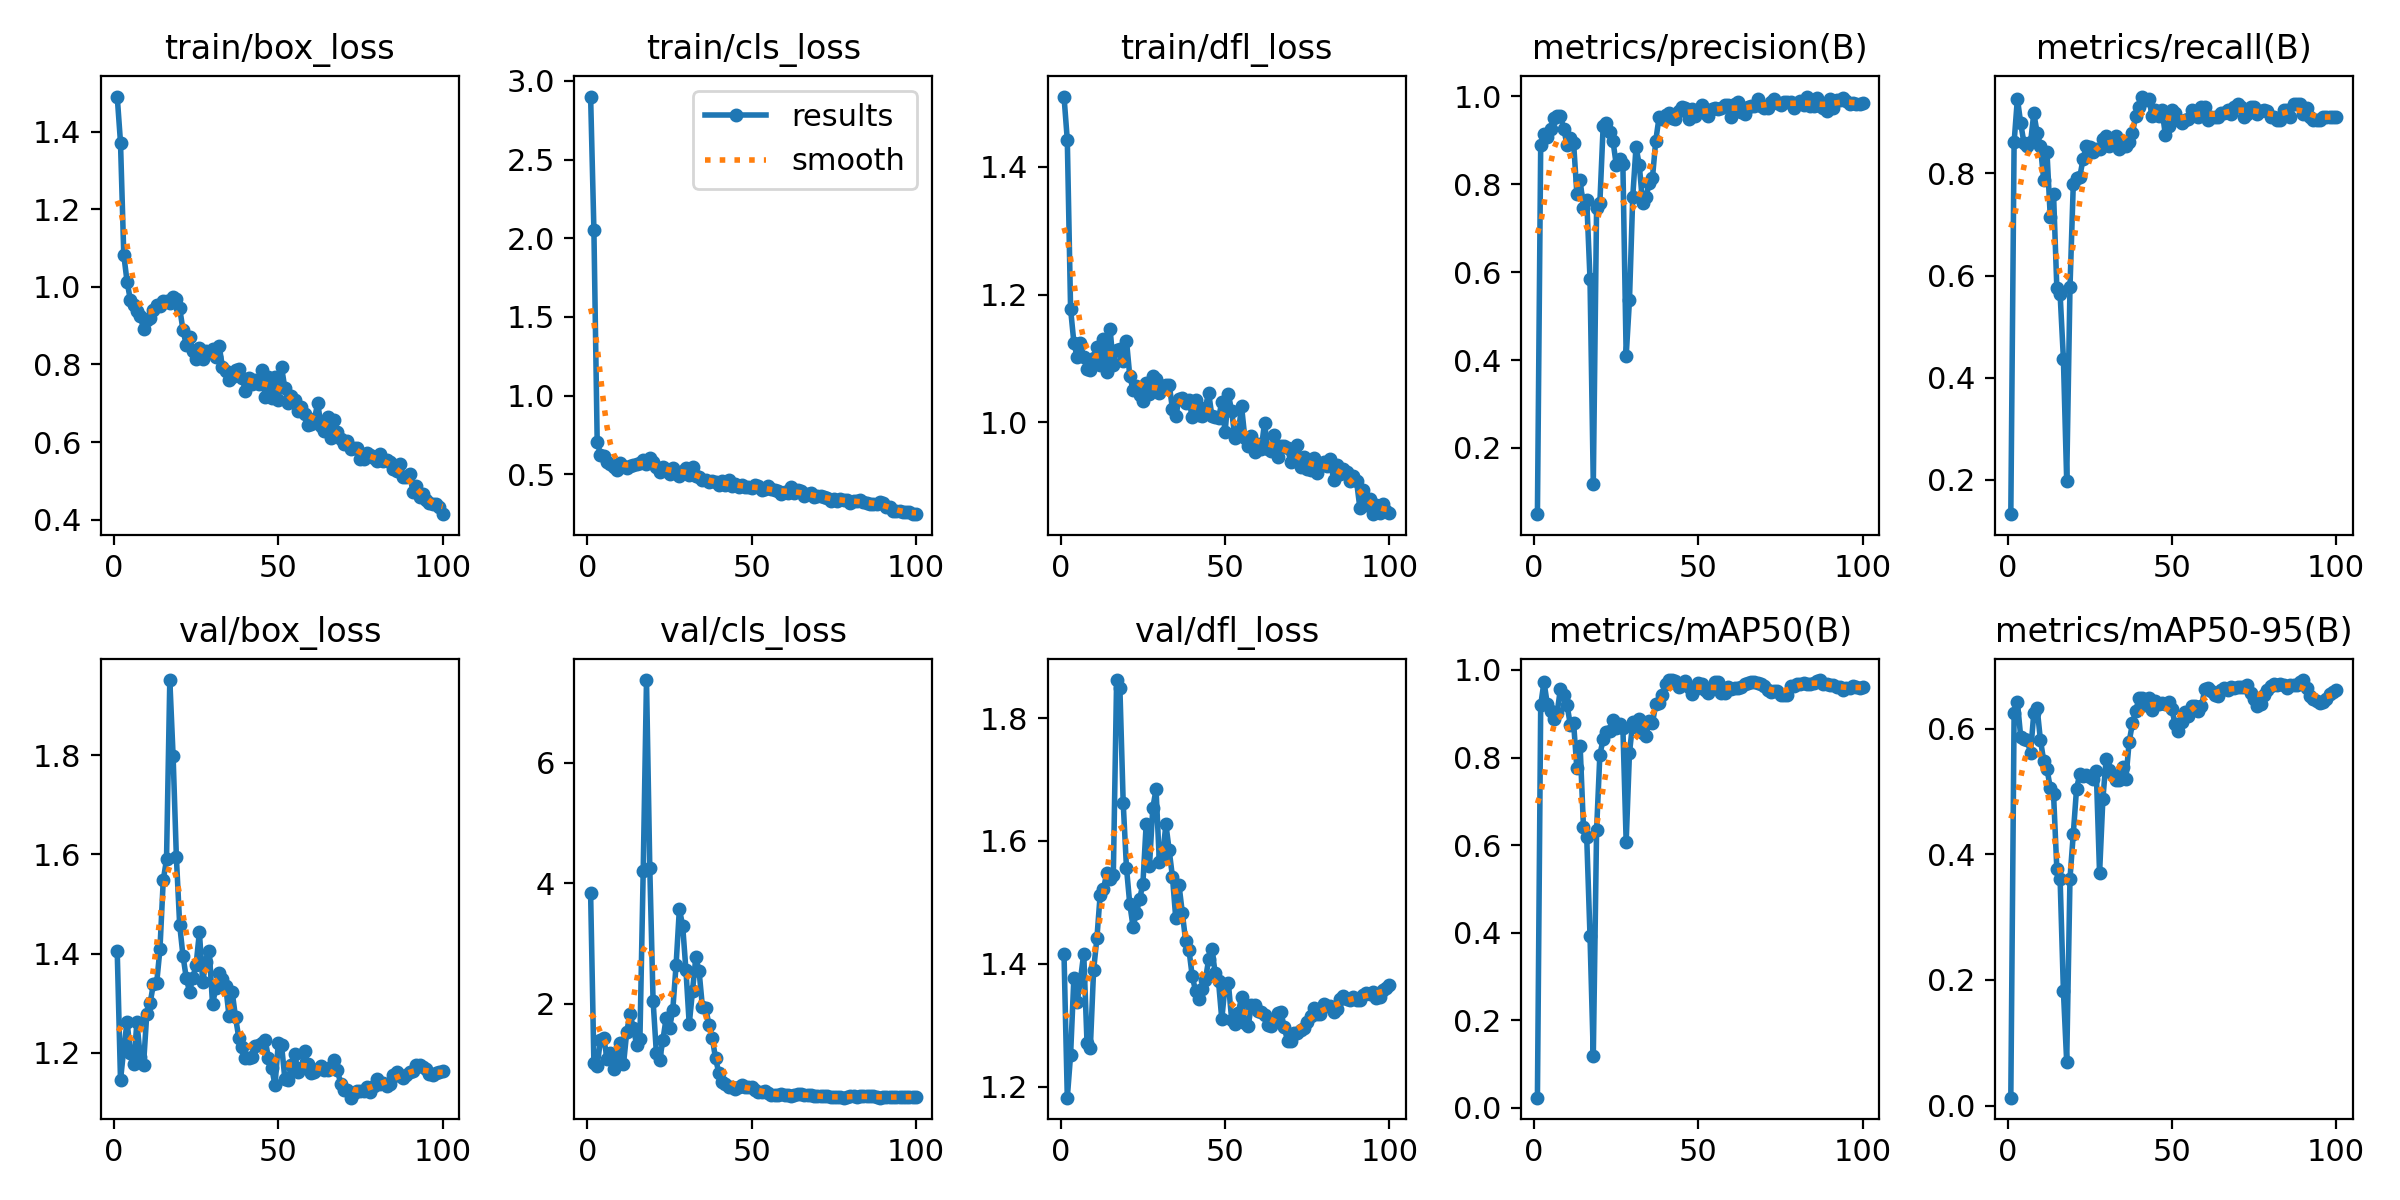 train/box_loss
1.4
1.2
1.0
0.8
0.6
0.4
0 50 100
train/cls_loss
3.0
2.5
2.0
1.5
1.0
0.5
results
smooth
0 50 100
train/dfl_loss
1.4
1.2
1.0
0 50 100
metrics/precision(B)
1.0
0.8
0.6
0.4
0.2
0 50 100
metrics/recall(B)
0.8
0.6
0.4
0.2
0 50 100
val/box_loss
1.8
1.6
1.4
1.2
0 50 100
val/cls_loss
6
4
2
0 50 100
val/dfl_loss
1.8
1.6
1.4
1.2
0 50 100
metrics/mAP50(B)
1.0
0.8
0.6
0.4
0.2
0.0
0 50 100
metrics/mAP50-95(B)
0.6
0.4
0.2
0.0
0 50 100